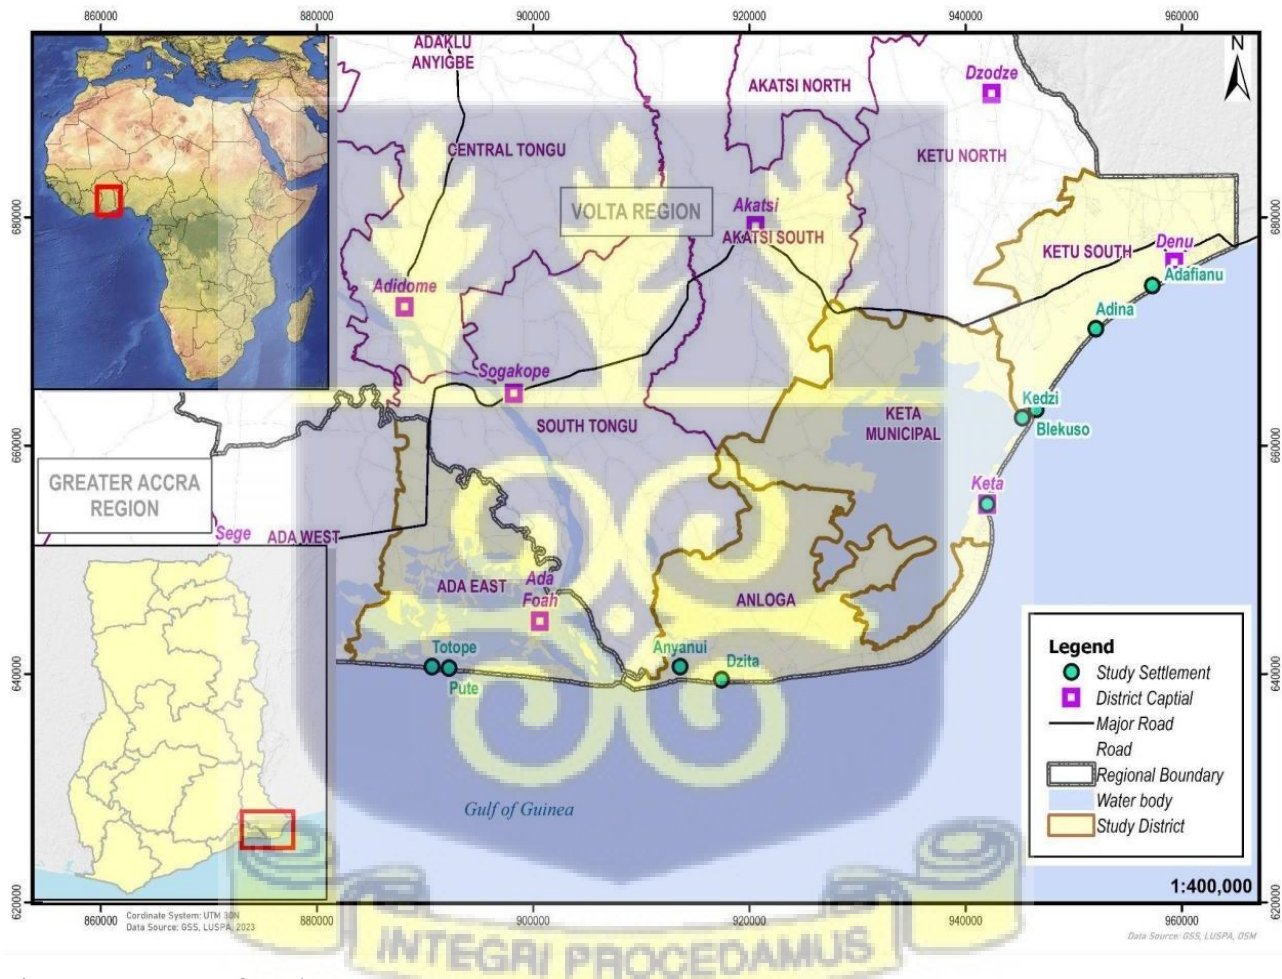 860000
880000
900000
920000
940000
960000
N
ADAKLU
ANYIGBE
AKATSI NORTH
Dzodze
CENTRAL TONGU
KETU NORTH
680000
680000
VOLTA REGION
Akatsi
AKATSI SOUTH
KETU SOUTH
Denu
Adafianu
Adidome
Adina
Sogakope
Kedzi
SOUTH TONGU
KETA
MUNICIPAL
Blekuso
660000
660000
GREATER ACCRA
REGION
Keta
Sege
ADA WEST
ADA EAST
Ada
Foah
ANLOGA
Totope
Anyanui
Dzita
Pute
640000
640000
Legend
Study Settlement
District Captial
Major Road
Road
Regional Boundary
Water body
Study District
Gulf of Guinea
1:400,000
620000
620000
860000
Cordinate System: UTM 30N
Data Source: GSS, LUSPA, 2023
880000
900000
920000
940000
960000
Data Source: GSS, LUSPA, OSM
INTEGRI PROCEDAMUS